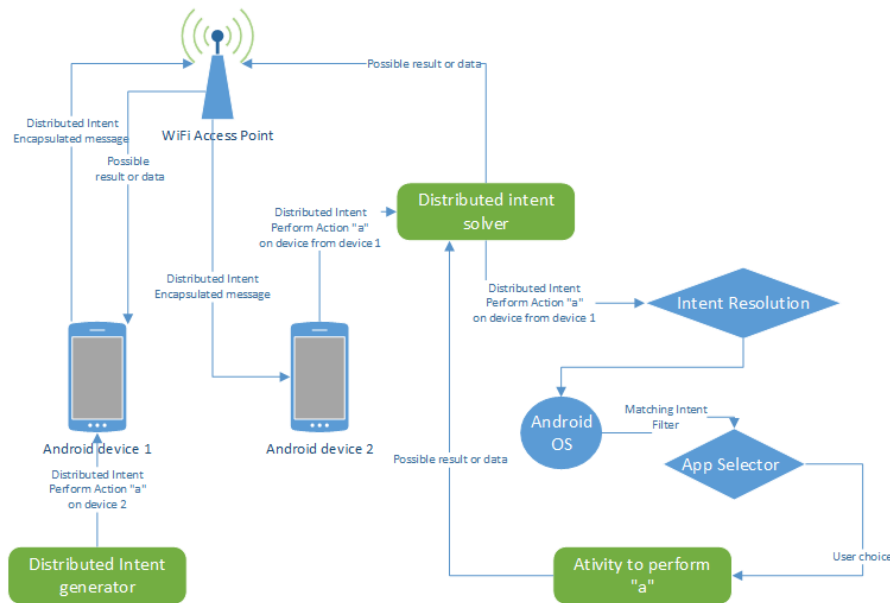 Possible result or data
Distributed Intent
Encapsulated message
WiFi Access Point
Possible
result or data
Distributed Intent
Perform Action "a"
on device from device 1
Distributed intent
solver
Distributed Intent
Encapsulated message
Distributed Intent
Perform Action "a"
on device from device 1
Intent Resolution
Android device 1
Android device 2
Android
OS
Matching Intent
Filter
App Selector
Distributed Intent
Perform Action "a"
on device 2
Possible result or data
User choice
Distributed Intent
generator
Ativity to perform
"a"